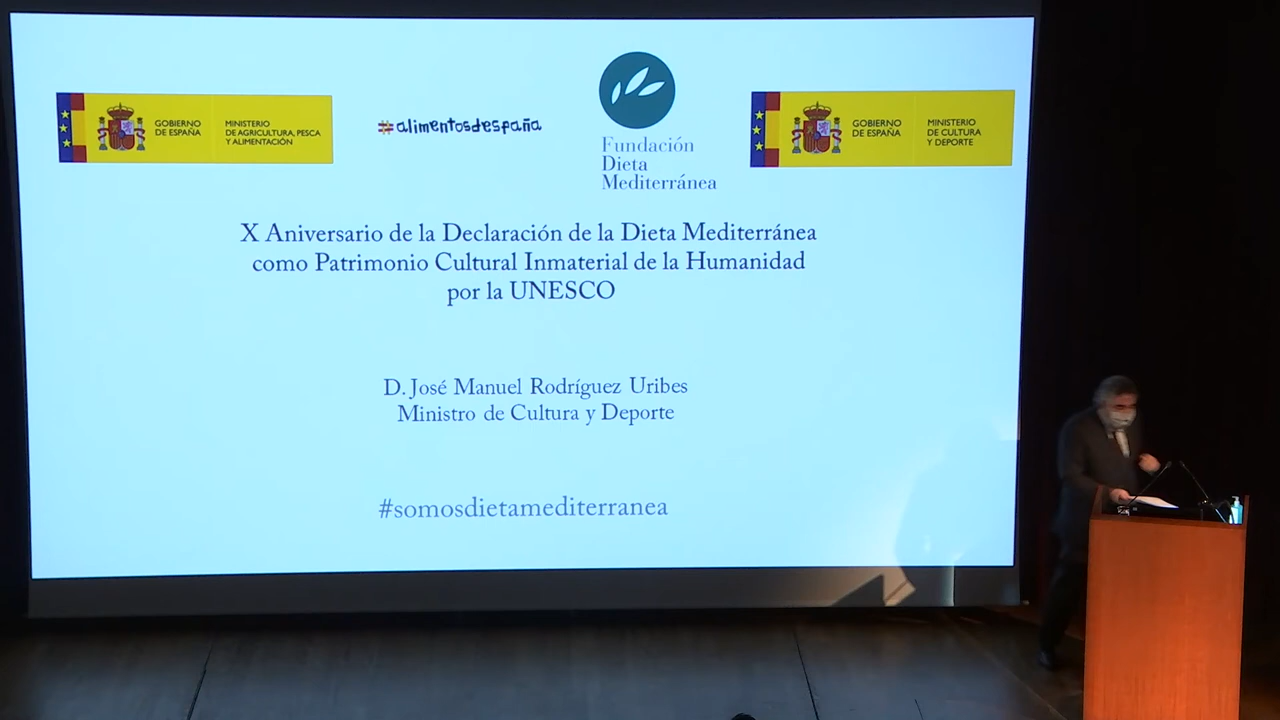 GOBIERNO
DE ESPAÑA
MINISTERIO
DE AGRICULTURA, PESCA
Y ALIMENTACIÓN
#alimentosdespaña
Fundación
Dieta
Mediterránea
GOBIERNO
DE ESPAÑA
MINISTERIO
DE CULTURA
Y DEPORTE
X Aniversario de la Declaración de la Dieta Mediterránea
como Patrimonio Cultural Inmaterial de la Humanidad
por la UNESCO
D. José Manuel Rodríguez Uribes
Ministro de Cultura y Deporte
#somosdietamediterranea